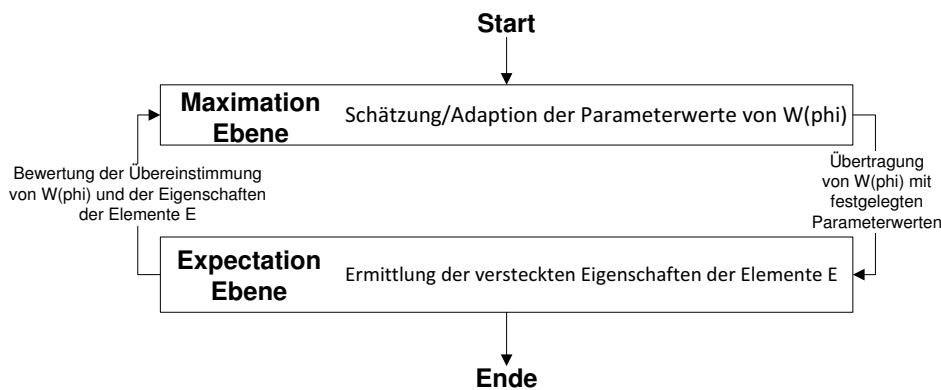 Start
Maximation
Ebene
Schätzung/Adaption der Parameterwerte von W(phi)
Bewertung der Übereinstimmung
von W(phi) und der Eigenschaften
der Elemente E
Übertragung
von W(phi) mit
festgelegten
Parameterwerten
Expectation
Ebene
Ermittlung der versteckten Eigenschaften der Elemente E
Ende